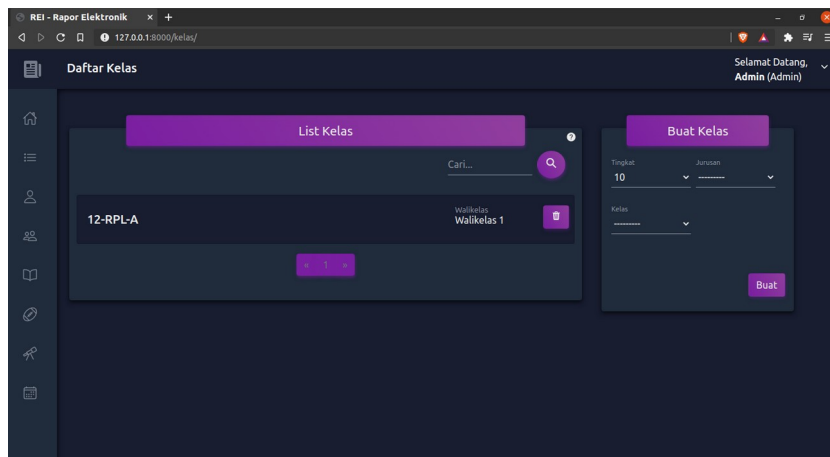 REI - Rapor Elektronik
127.0.0.1:8000/kelas/
Daftar Kelas
Selamat Datang,
Admin (Admin)
List Kelas
Cari...
12-RPL-A
Walikelas
Walikelas 1
« 1 »
Buat Kelas
Tingkat
Jurusan
10
---------
Kelas
---------
Buat